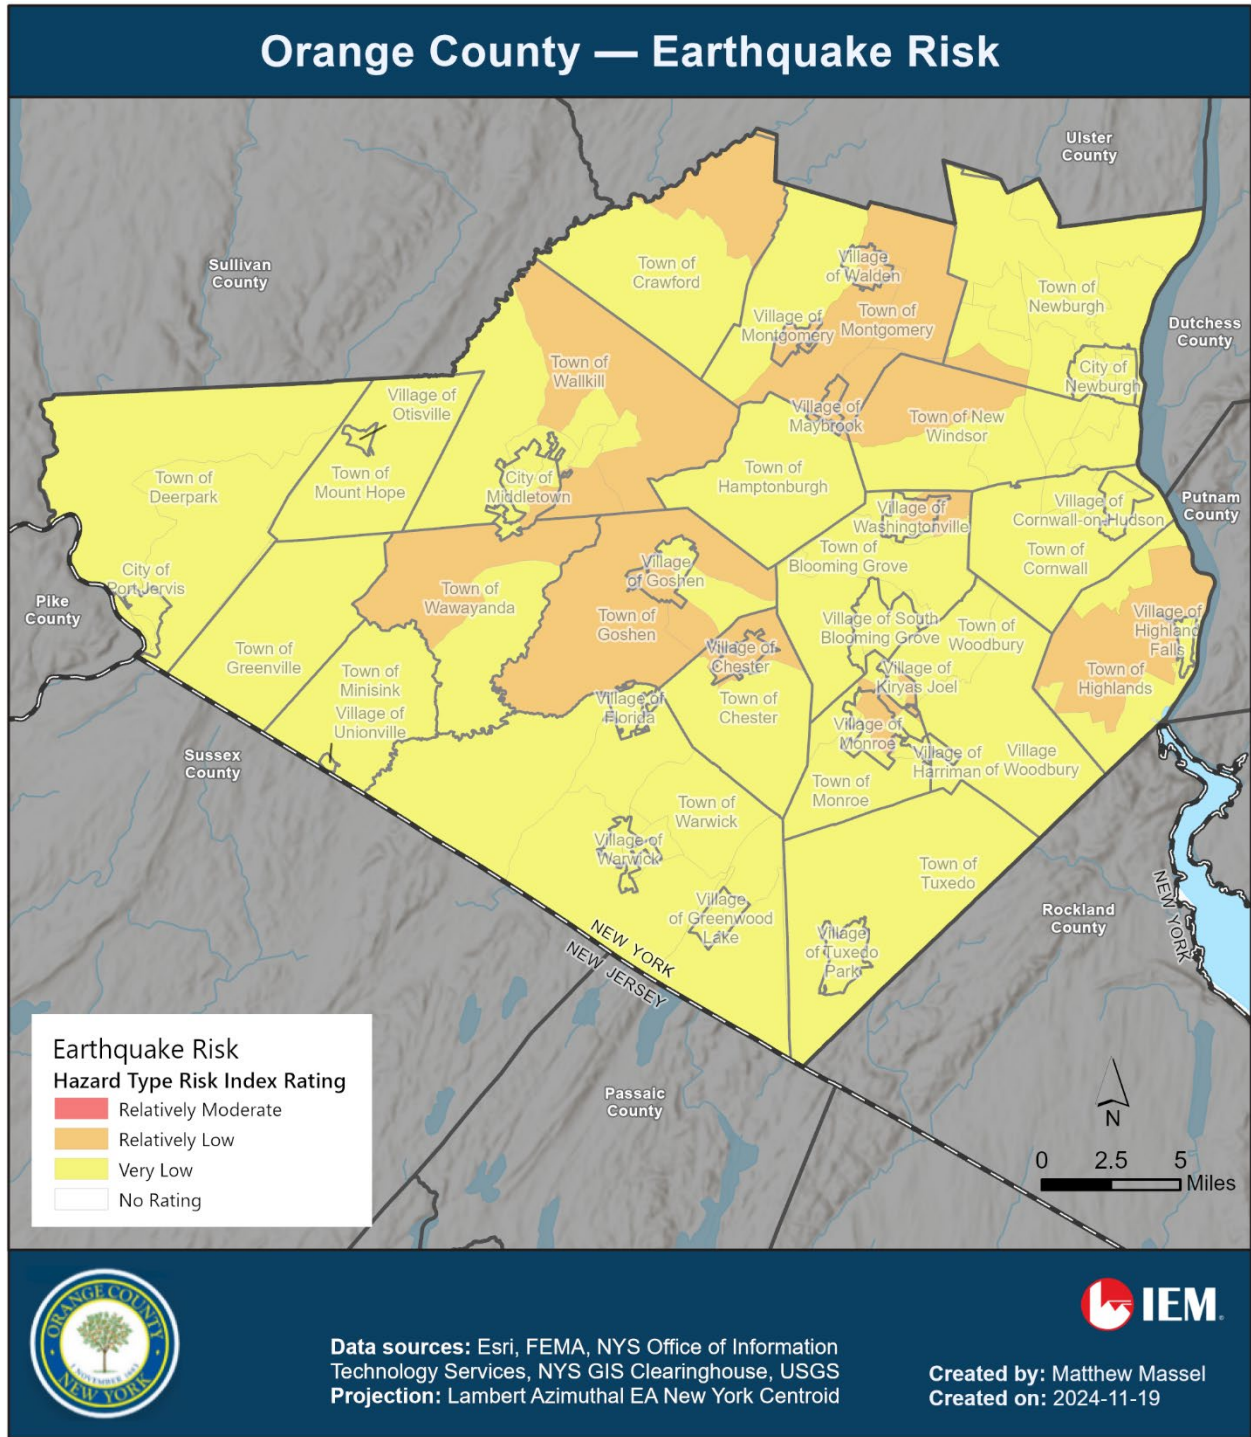 Orange County — Earthquake Risk
Ulster
County
Sullivan
County
Dutchess
County
Putnam
County
Pike
County
Sussex
County
Passaic
County
Rockland
County
Town of
Crawford
Village
of Walden
Village of
Montgomery
Town of
Montgomery
Town of
Newburgh
City of
Newburgh
Town of
Wallkill
Village of
Otisville
Village of
Maybrook
Town of New
Windsor
Town of
Deerpark
Town of
Mount Hope
City of
Middletown
Town of
Hamptonburgh
Village of
Washingtonville
Village of
Cornwall-on-Hudson
Town of
Blooming Grove
Town of
Cornwall
City of
Port Jervis
Town of
Wawayanda
Village
of Goshen
Town of
Goshen
Village of South
Blooming Grove
Town of
Woodbury
Village of
Highland
Falls
Town of
Greenville
Town of
Minisink
Village of
Unionville
Village of
Chester
Town of
Chester
Village of
Kiryas Joel
Town of
Highlands
Village of
Florida
Village of
Monroe
Village of
Harriman
Village
of Woodbury
Town of
Monroe
Town of
Warwick
Village of
Warwick
Town of
Tuxedo
Village
of Greenwood
Lake
Village
of Tuxedo
Park
NEW YORK
NEW JERSEY
NEW YORK
Earthquake Risk
Hazard Type Risk Index Rating
Relatively Moderate
Relatively Low
Very Low
No Rating
N
0 2.5 5
Miles
ORANGE COUNTY
1 NOVEMBER 1683
NEW YORK
Data sources: Esri, FEMA, NYS Office of Information
Technology Services, NYS GIS Clearinghouse, USGS
Projection: Lambert Azimuthal EA New York Centroid
IEM
Created by: Matthew Massel
Created on: 2024-11-19